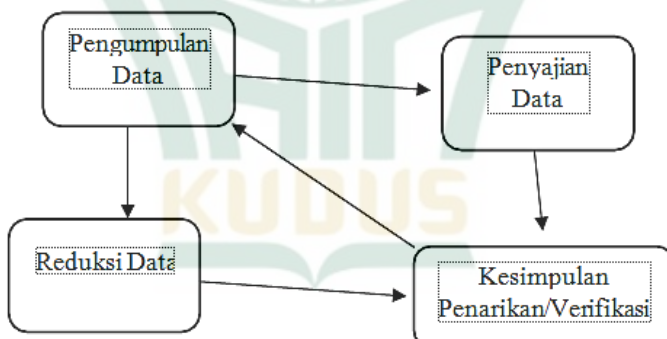 Pengumpulan
Data
Penyajian
Data
KUDUS
Reduksi Data
Kesimpulan
Penarikan/Verifikasi